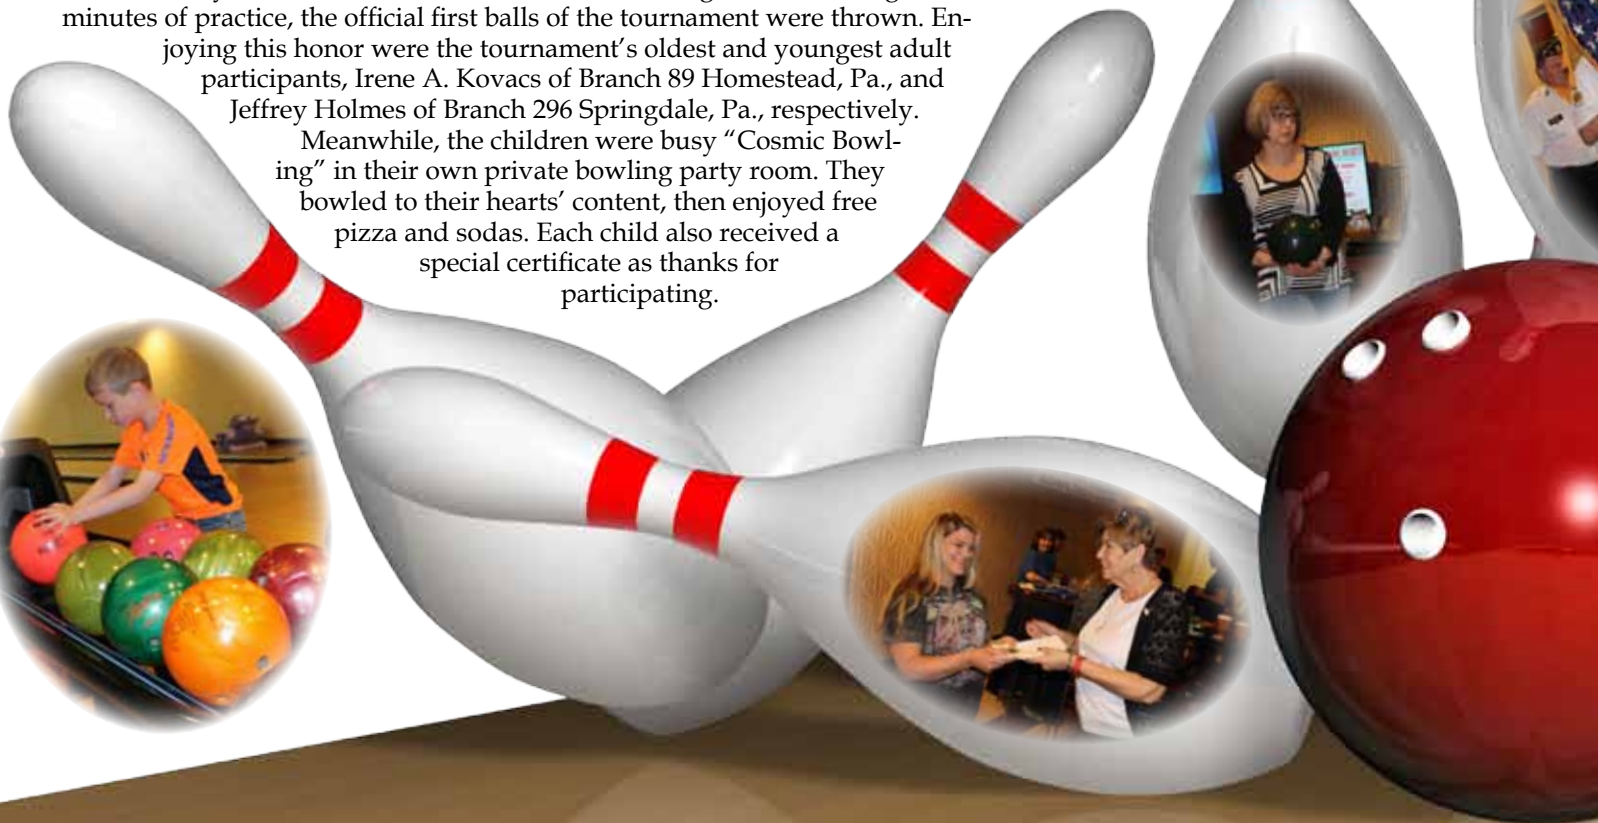 minutes of practice, the official first balls of the tournament were thrown. En-
joying this honor were the tournament’s oldest and youngest adult
participants, Irene A. Kovacs of Branch 89 Homestead, Pa., and
Jeffrey Holmes of Branch 296 Springdale, Pa., respectively.
Meanwhile, the children were busy “Cosmic Bowl-
ing” in their own private bowling party room. They
bowled to their hearts’ content, then enjoyed free
pizza and sodas. Each child also received a
special certificate as thanks for
participating.